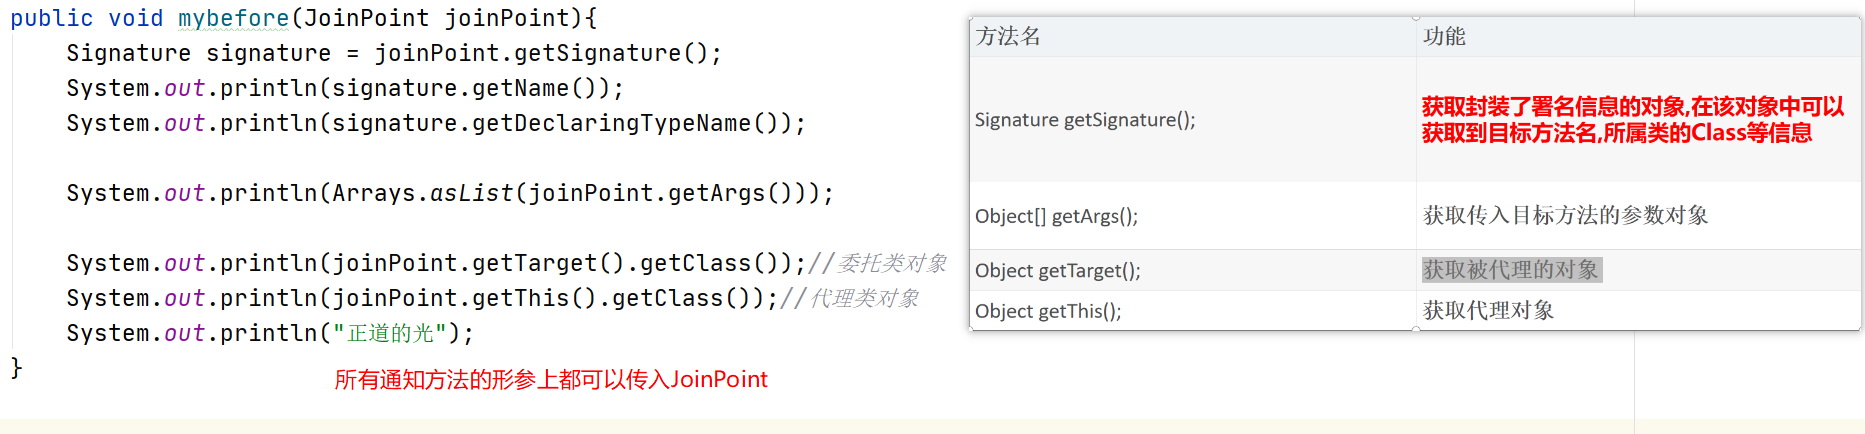 public void mybefore(JoinPoint joinPoint){
Signature signature = joinPoint.getSignature();
System.out.println(signature.getName());
System.out.println(signature.getDeclaringTypeName());
System.out.println(Arrays.asList(joinPoint.getArgs()));
System.out.println(joinPoint.getTarget().getClass());//委托类对象
System.out.println(joinPoint.getThis().getClass());//代理类对象
System.out.println("正道的光");
}
所有通知方法的形参上都可以传入JoinPoint
方法名 功能
Signature getSignature();
获取封装了署名信息的对象,在该对象中可以
获取到目标方法名,所属类的Class等信息
Object[] getArgs(); 获取传入目标方法的参数对象
Object getTarget(); 获取被代理的对象
Object getThis(); 获取代理对象